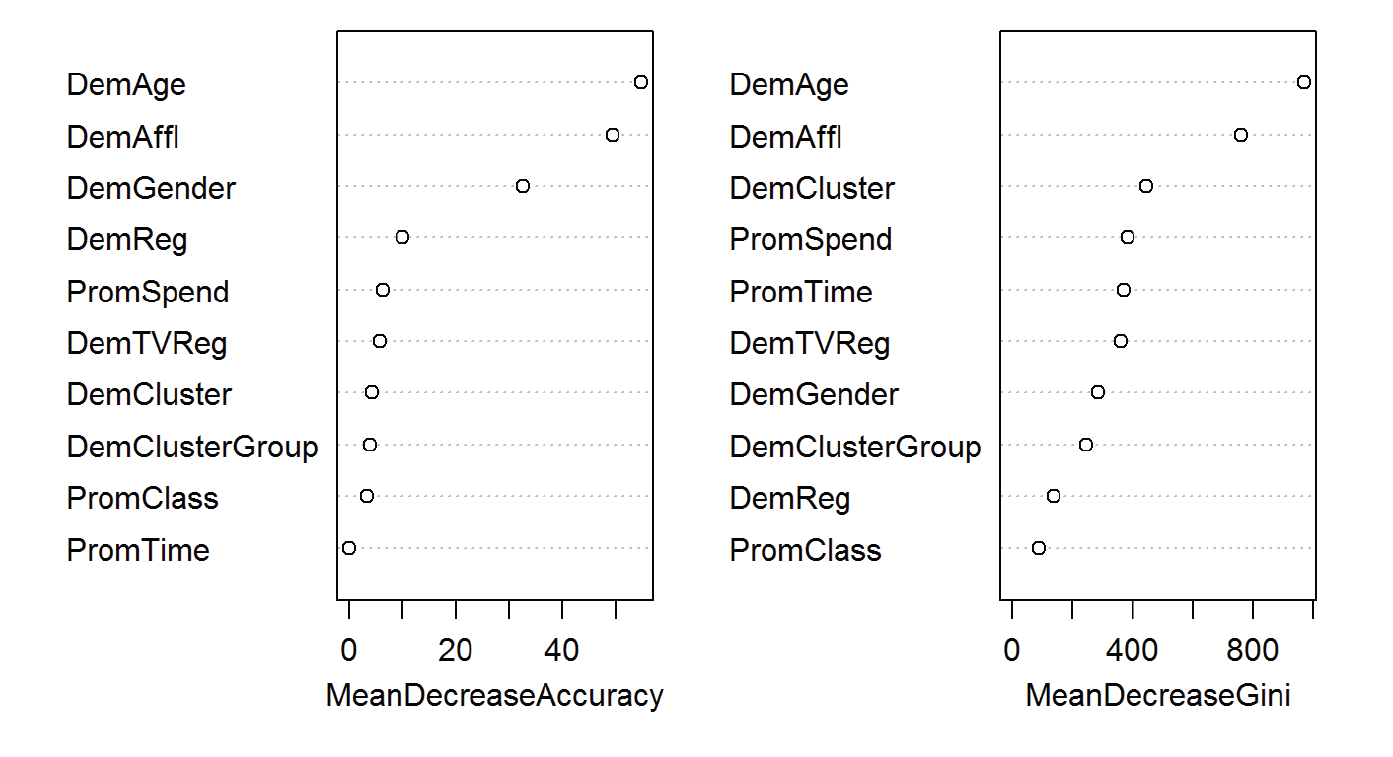 DemAge
DemAffl
DemGender
DemReg
PromSpend
DemTVReg
DemCluster
DemClusterGroup
PromClass
PromTime
0 20 40
MeanDecreaseAccuracy
DemAge
DemAffl
DemCluster
PromSpend
PromTime
DemTVReg
DemGender
DemClusterGroup
DemReg
PromClass
0 400 800
MeanDecreaseGini